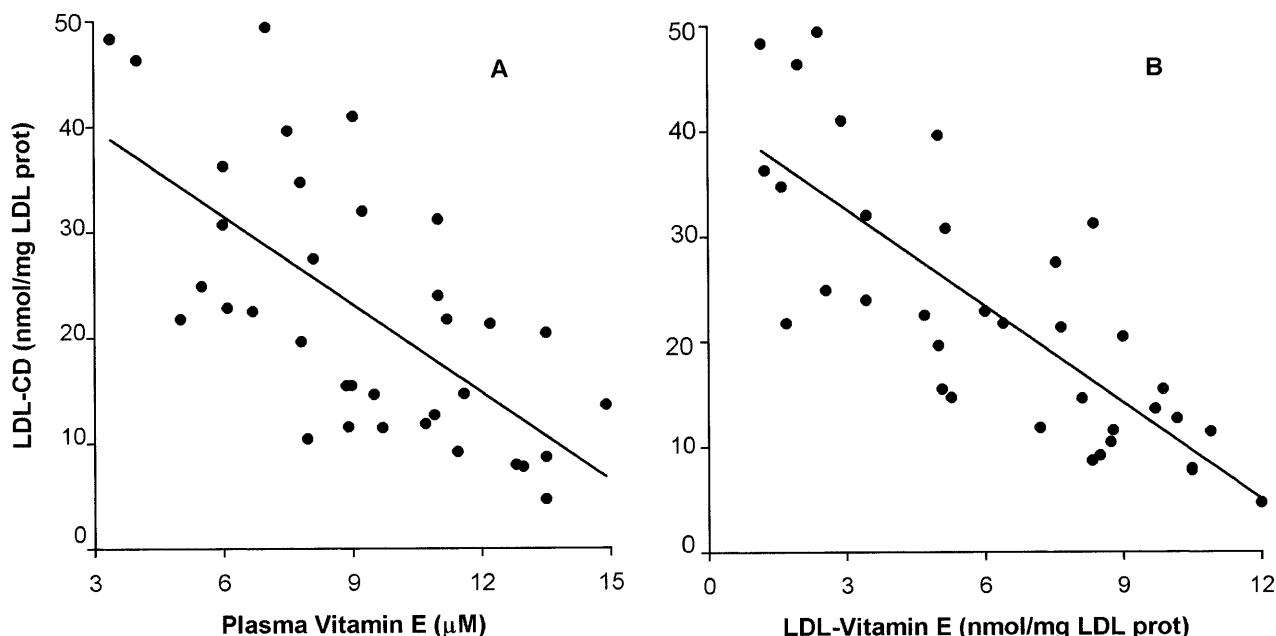 A
B
LDL-CD (nmol/mg LDL prot)
50
40
30
20
10
0
3 6 9 12 15
Plasma Vitamin E (μM)
50
40
30
20
10
0
0 3 6 9 12
LDL-Vitamin E (nmol/mg LDL prot)